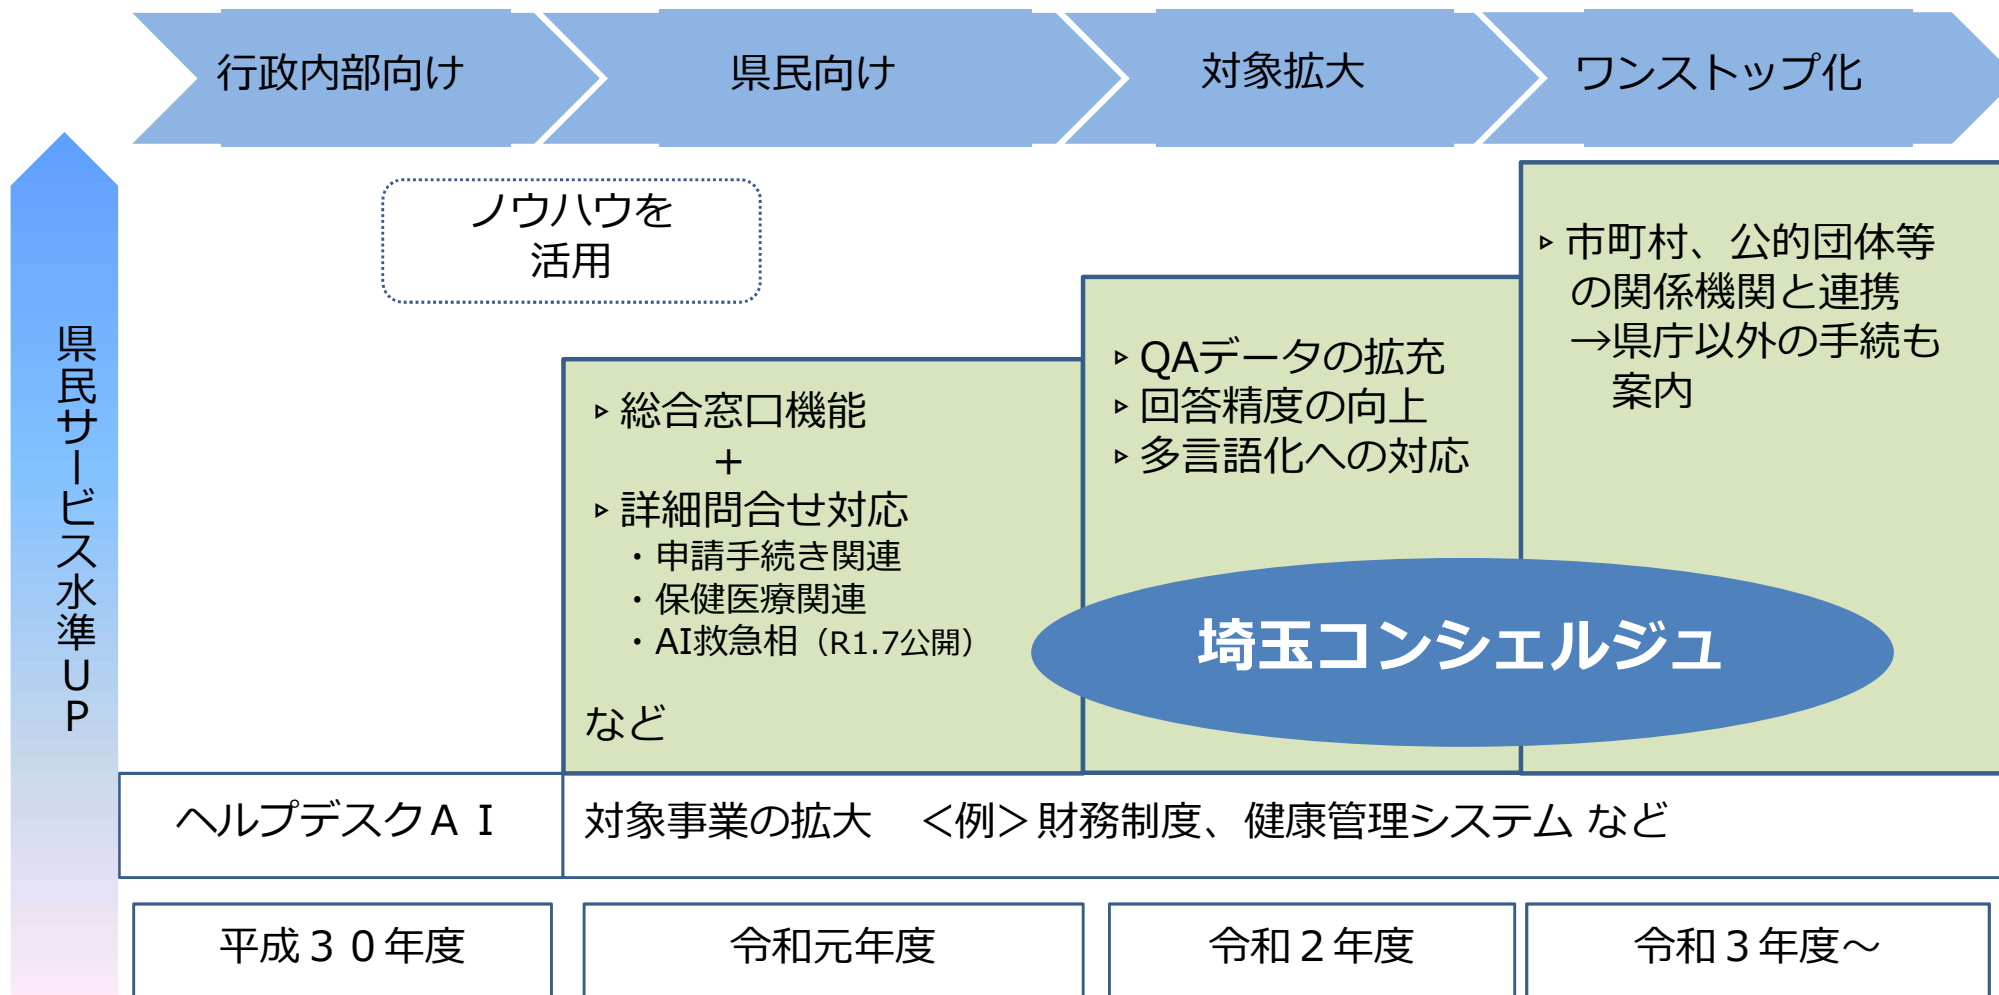 行政内部向け
県民向け
対象拡大
ワンストップ化
県民サービス水準UP
ノウハウを
活用
▹総合窓口機能
+
▹詳細問合せ対応
・申請手続き関連
・保健医療関連
・AI救急相（R1.7公開）
など
▹QAデータの拡充
▹回答精度の向上
▹多言語化への対応
▹市町村、公的団体等
の関係機関と連携
→県庁以外の手続も
案内
埼玉コンシェルジュ
ヘルプデスクＡＩ
対象事業の拡大　＜例＞財務制度、健康管理システム など
平成３０年度
令和元年度
令和２年度
令和３年度～